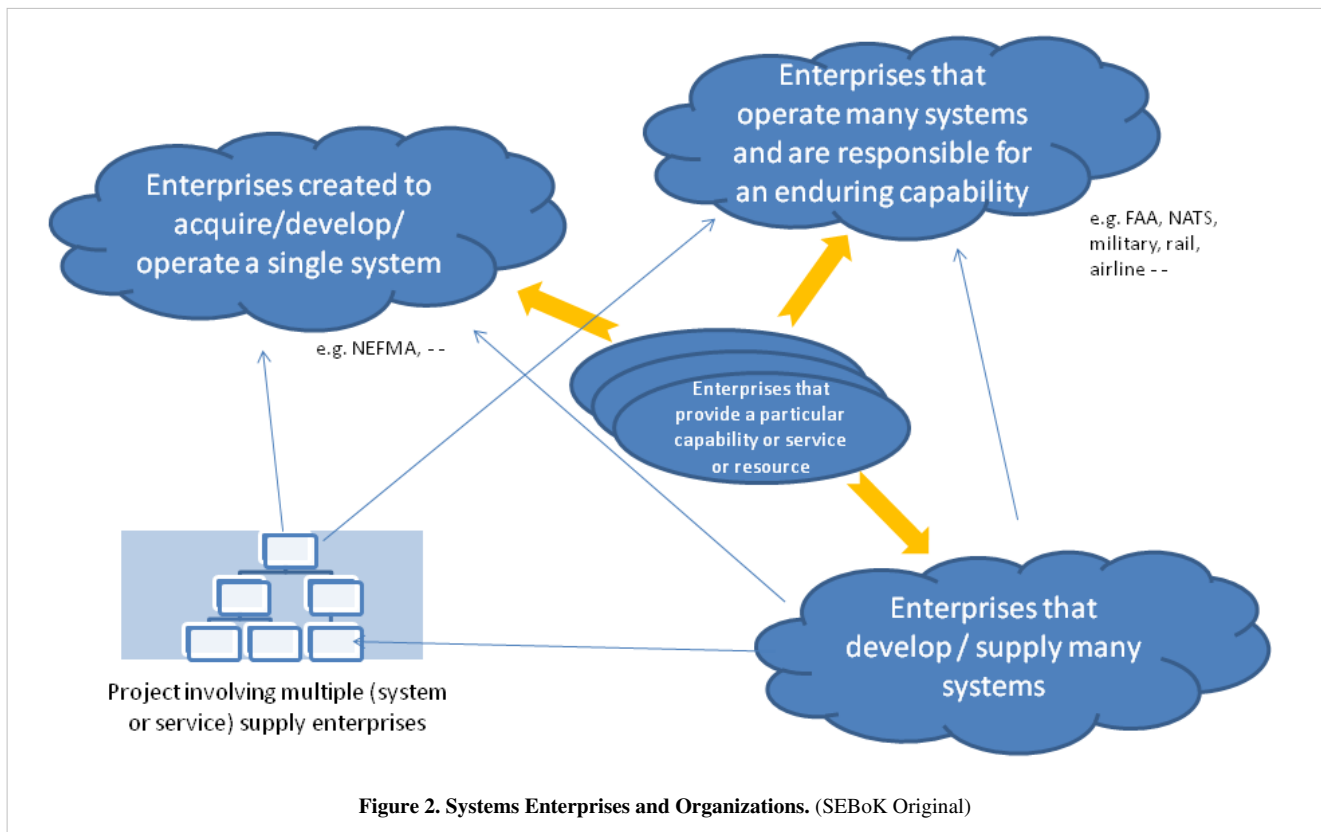 Enterprises that
operate many systems
and are responsible for
an enduring capability
e.g. FAA, NATS,
military, rail,
airline - -
Enterprises created to
acquire/develop/
operate a single system
e.g. NEFMA, - -
Enterprises that
provide a particular
capability or service
or resource
Enterprises that
develop / supply many
systems
Project involving multiple (system
or service) supply enterprises
Figure 2. Systems Enterprises and Organizations. (SEBoK Original)